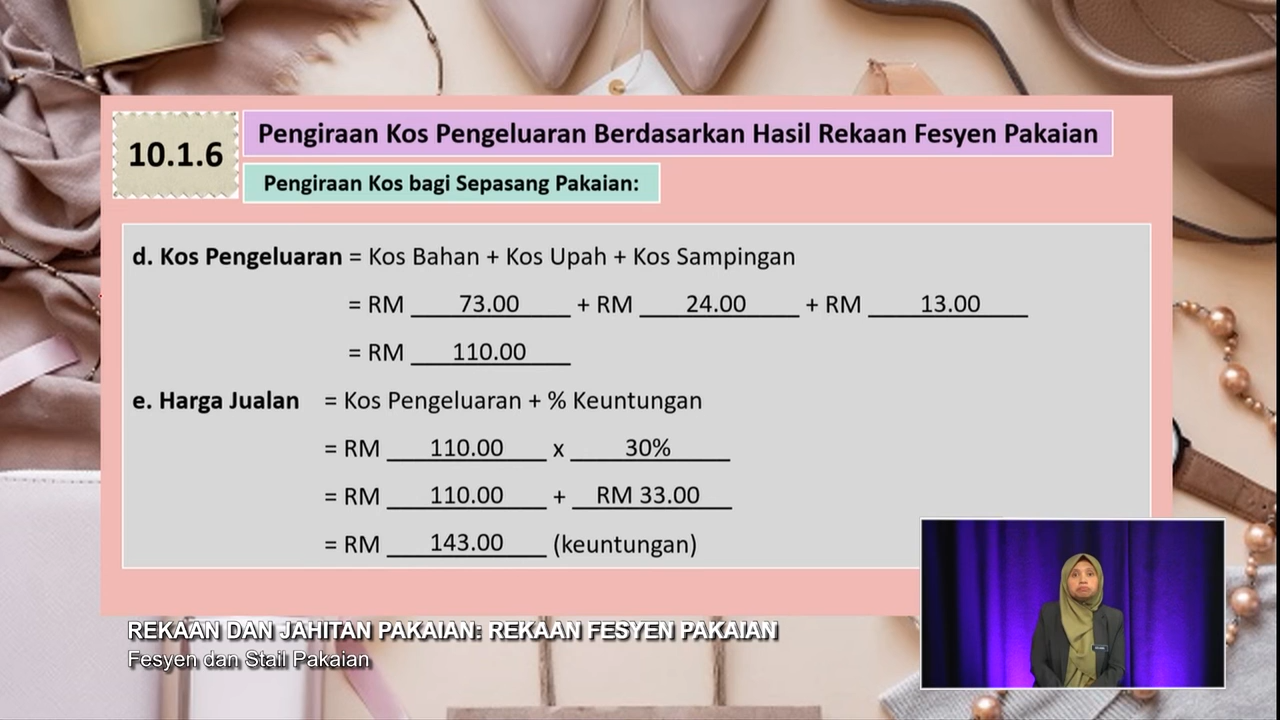 10.1.6
Pengiraan Kos Pengeluaran Berdasarkan Hasil Rekaan Fesyen Pakaian
Pengiraan Kos bagi Sepasang Pakaian:
d. Kos Pengeluaran = Kos Bahan + Kos Upah + Kos Sampingan
= RM 73.00 + RM 24.00 + RM 13.00
= RM 110.00
e. Harga Jualan = Kos Pengeluaran + % Keuntungan
= RM 110.00 x 30%
= RM 110.00 + RM 33.00
= RM 143.00 (keuntungan)
REKAAN DAN JAHITAN PAKAIAN: REKAAN FESYEN PAKAIAN
Fesyen dan Stail Pakaian